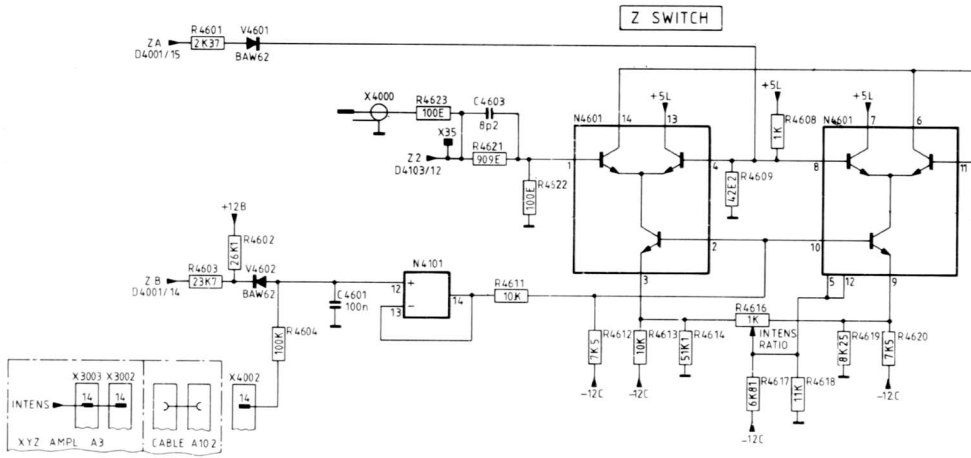 Z SWITCH
R4601
V4601
ZA
2K37
D4001/15
BAW62
X4000
R4623
C4603
100E
8p2
X35
R4621
Z2
909E
D4103/12
R4522
100E
+5L
+5L
+5L
N4601
14
13
R4608
1K
N4601
7
6
1
4
8
11
R4609
42E2
+12B
R4602
26K1
2
10
R4603
V4602
N4101
ZB
23K7
D4001/14
BAW62
C4601
100n
12
+
13
-
14
R4611
10K
3
5
12
9
R4604
100K
R4612
7K5
R4613
10K
R4614
51K1
R4616
1K
INTENS
RATIO
R4619
8K25
R4620
7K5
-12C
-12C
-12C
R4617
6K81
R4618
11K
-12C
X3003
X3002
X4002
INTENS
14
14
14
XYZ AMPL A3
CABLE A10.2